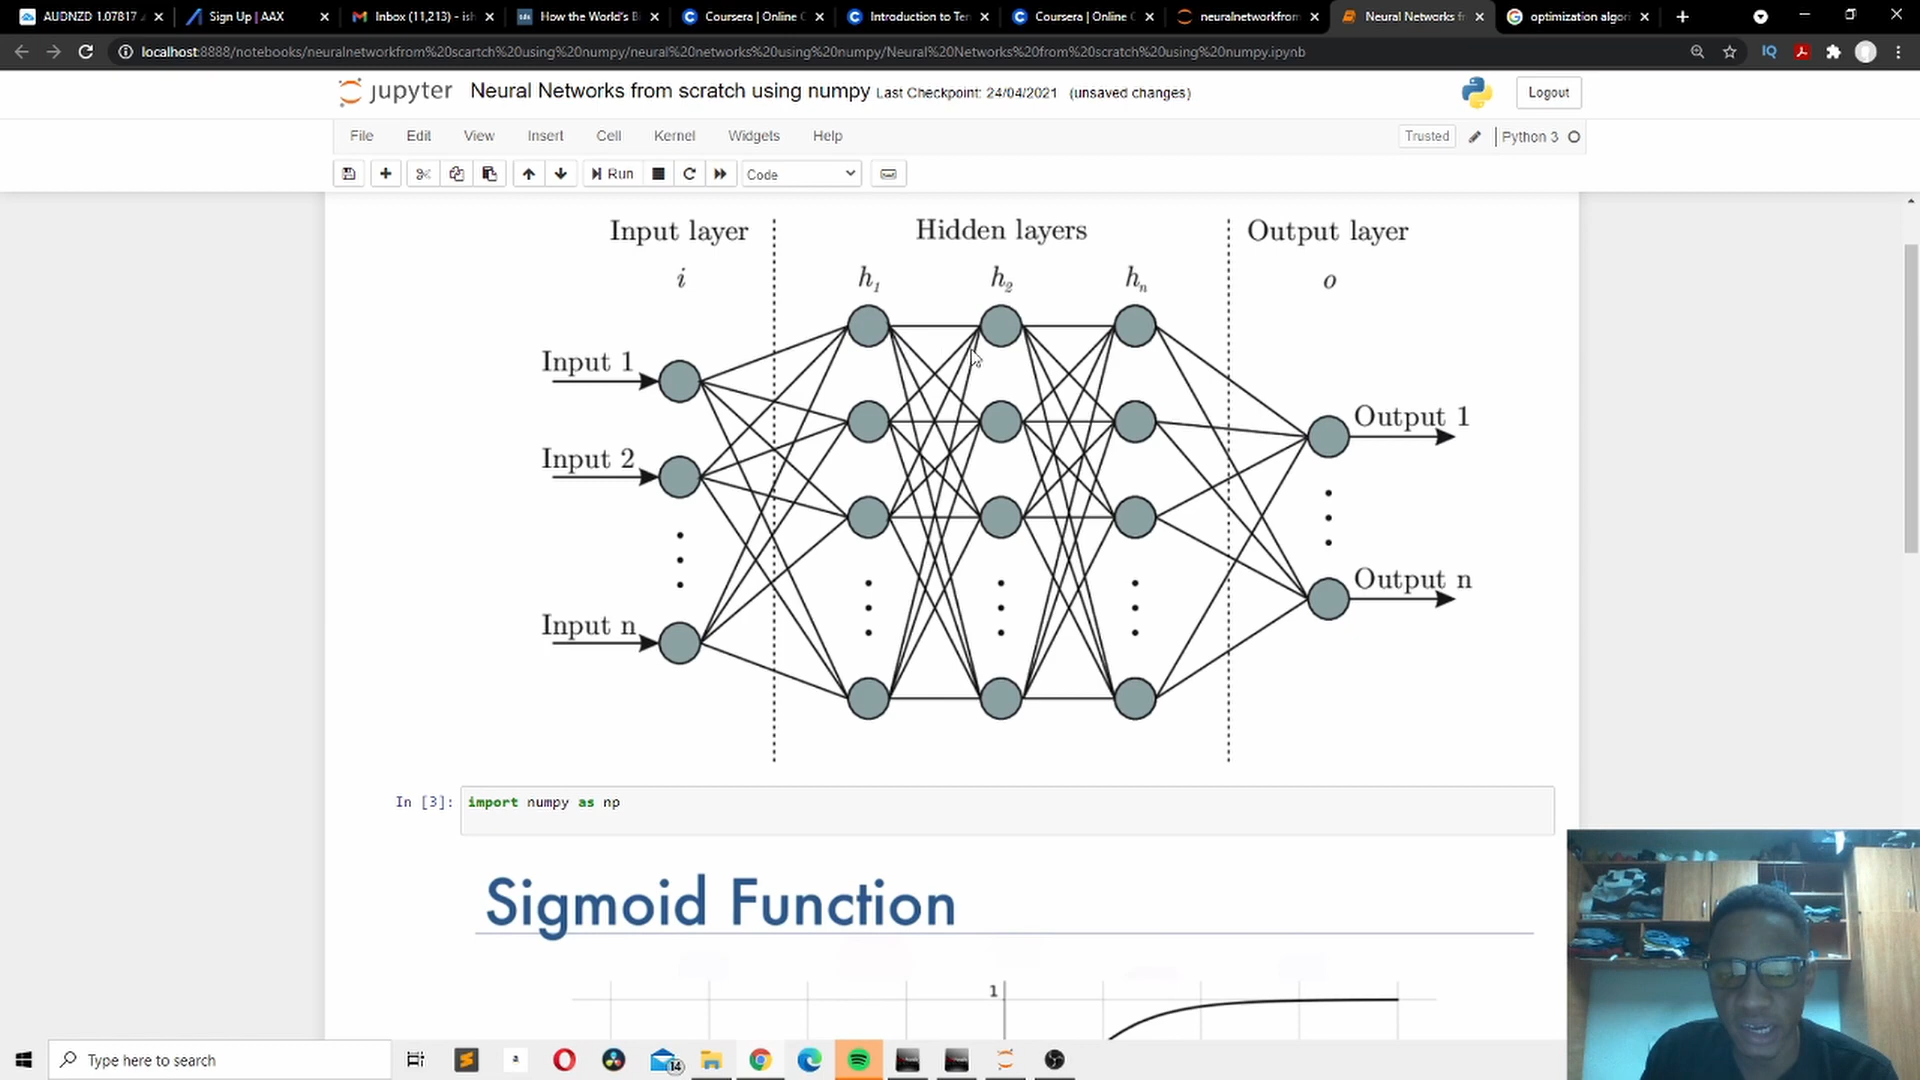 AUDNZD 1.07817
Sign Up | AAX
Inbox (11,213) - is
How the World's B
Coursera | Online C
Introduction to Ten
Coursera | Online C
neuralnetworkfrom
Neural Networks f
optimization algori
localhost:8888/notebooks/neuralnetworkfrom%20scartch%20using%20numpy/neural%20networks%20using%20numpy/Neural%20Networks%20from%20scratch%20using%20numpy.ipynb
IQ
jupyter Neural Networks from scratch using numpy Last Checkpoint: 24/04/2021 (unsaved changes)
Logout
File Edit View Insert Cell Kernel Widgets Help
Trusted
Python 3
Run
Code
Input layer
Hidden layers
Output layer
i
h1
h2
hn
o
Input 1
Input 2
Input n
Output 1
Output n
In [3]:
import numpy as np
Sigmoid Function
1
Type here to search
a
14